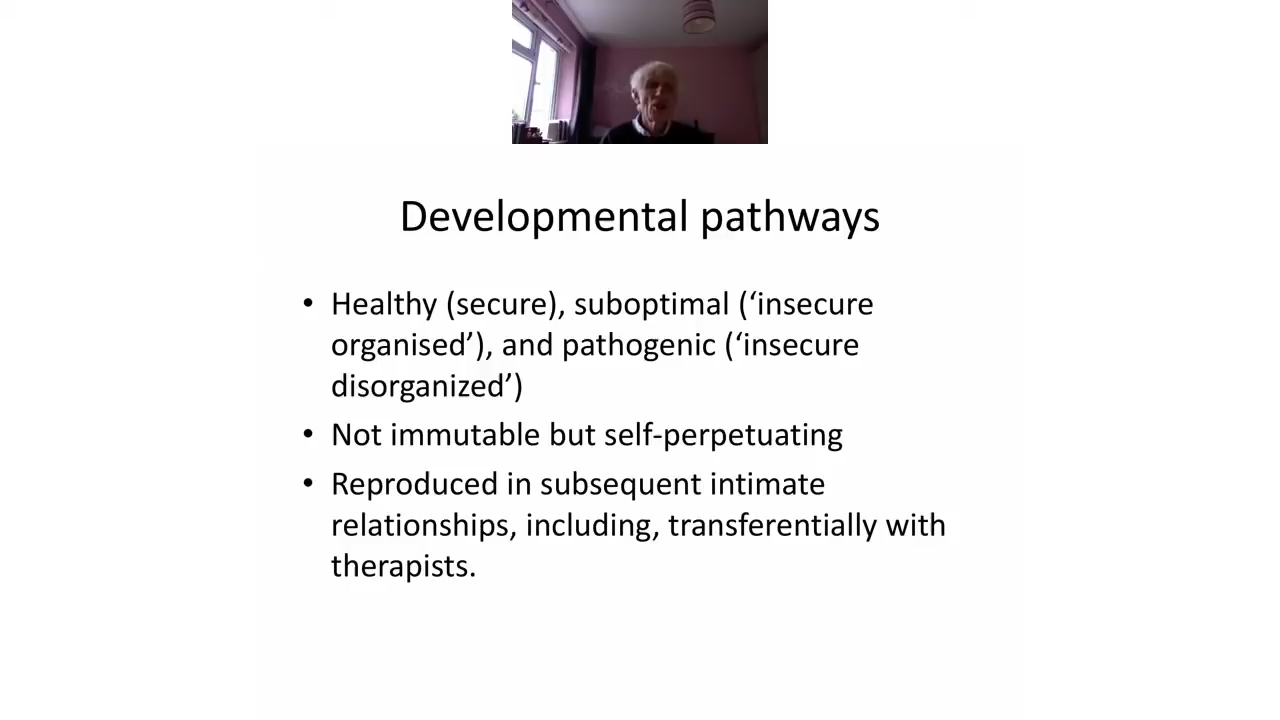 Developmental pathways
• Healthy (secure), suboptimal (‘insecure
organised’), and pathogenic (‘insecure
disorganized’)
• Not immutable but self-perpetuating
• Reproduced in subsequent intimate
relationships, including, transferentially with
therapists.